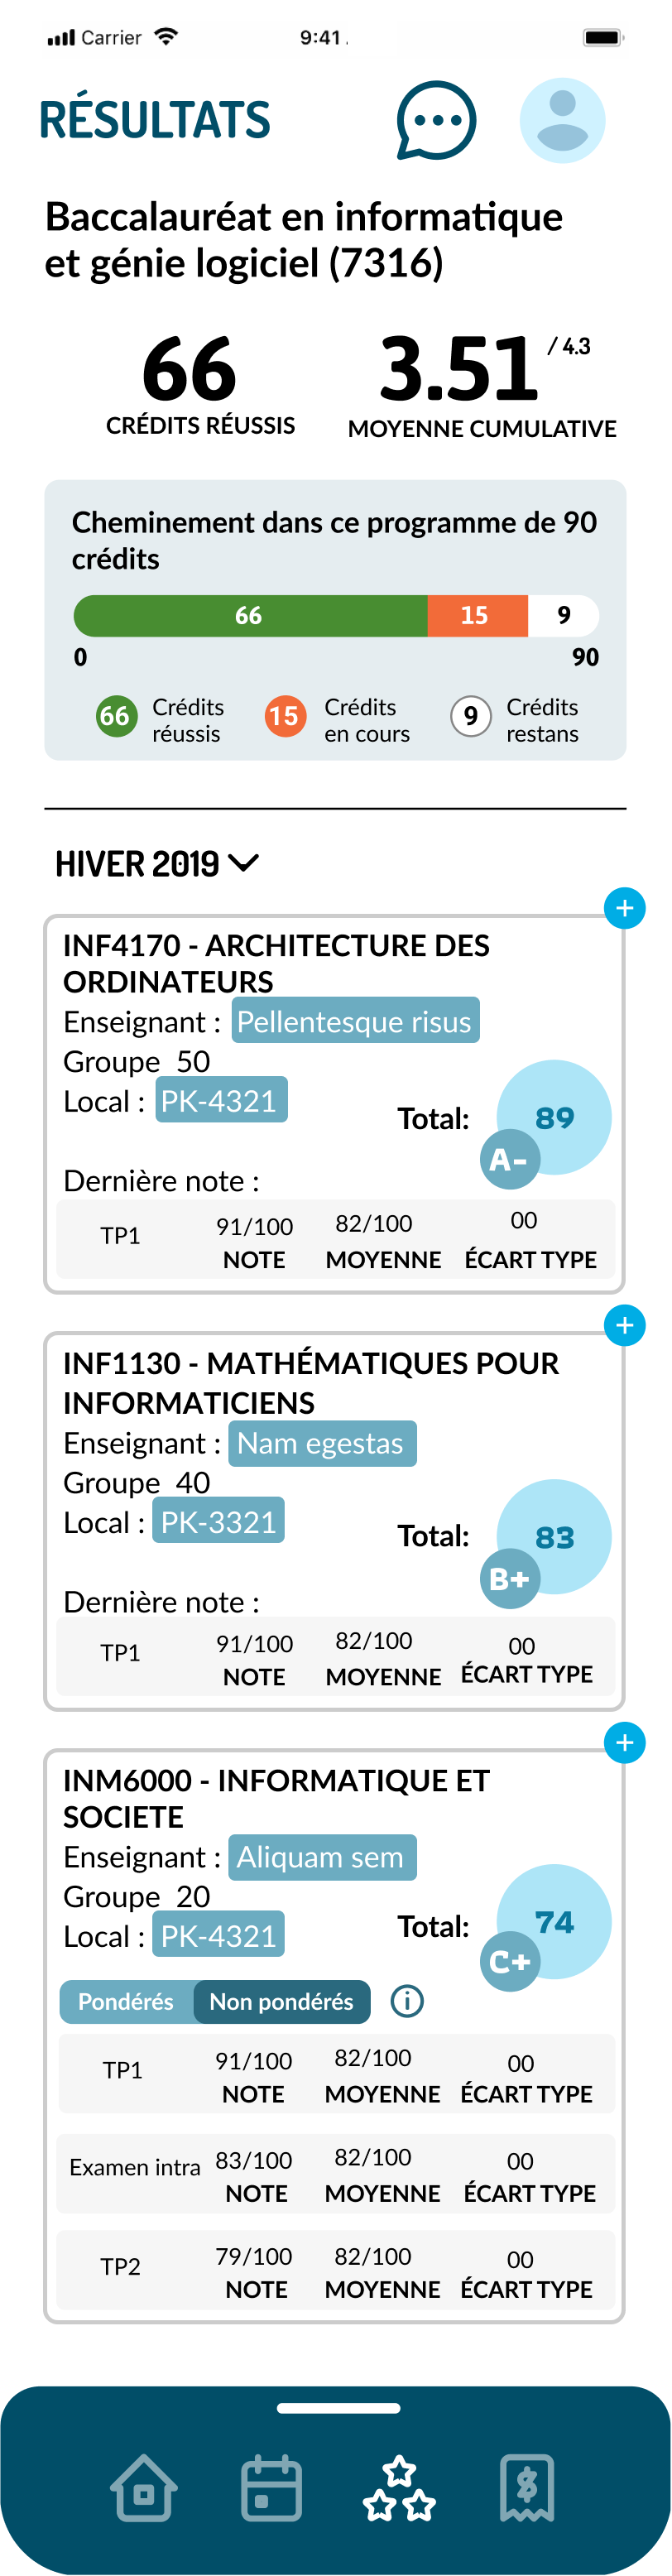 Carrier 9:41
RÉSULTATS
Baccalauréat en informatique
et génie logiciel (7316)
66 3.51 / 4.3
CRÉDITS RÉUSSIS MOYENNE CUMULATIVE
Cheminement dans ce programme de 90
crédits
66 15 9
0 90
66 Crédits 15 Crédits 9 Crédits
réussis en cours restans
HIVER 2019
+
INF4170 - ARCHITECTURE DES
ORDINATEURS
Enseignant : Pellentesque risus
Groupe 50
Local : PK-4321
Total: 89
A-
Dernière note :
TP1 91/100 82/100 00
NOTE MOYENNE ÉCART TYPE
+
INF1130 - MATHÉMATIQUES POUR
INFORMATICIENS
Enseignant : Nam egestas
Groupe 40
Local : PK-3321
Total: 83
B+
Dernière note :
TP1 91/100 82/100 00
NOTE MOYENNE ÉCART TYPE
+
INM6000 - INFORMATIQUE ET
SOCIETE
Enseignant : Aliquam sem
Groupe 20
Local : PK-4321
Total: 74
C+
Pondérés Non pondérés i
TP1 91/100 82/100 00
NOTE MOYENNE ÉCART TYPE
Examen intra 83/100 82/100 00
NOTE MOYENNE ÉCART TYPE
TP2 79/100 82/100 00
NOTE MOYENNE ÉCART TYPE
$